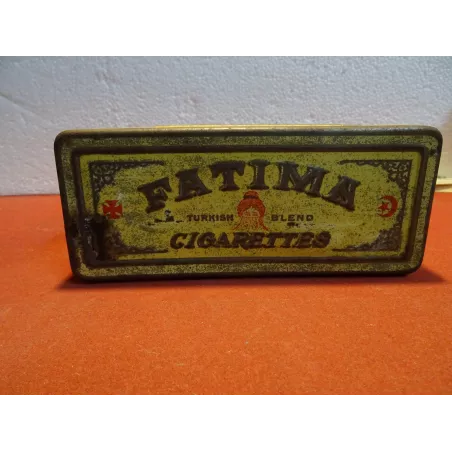 FATIMA
TURKISH BLEND
CIGARETTES